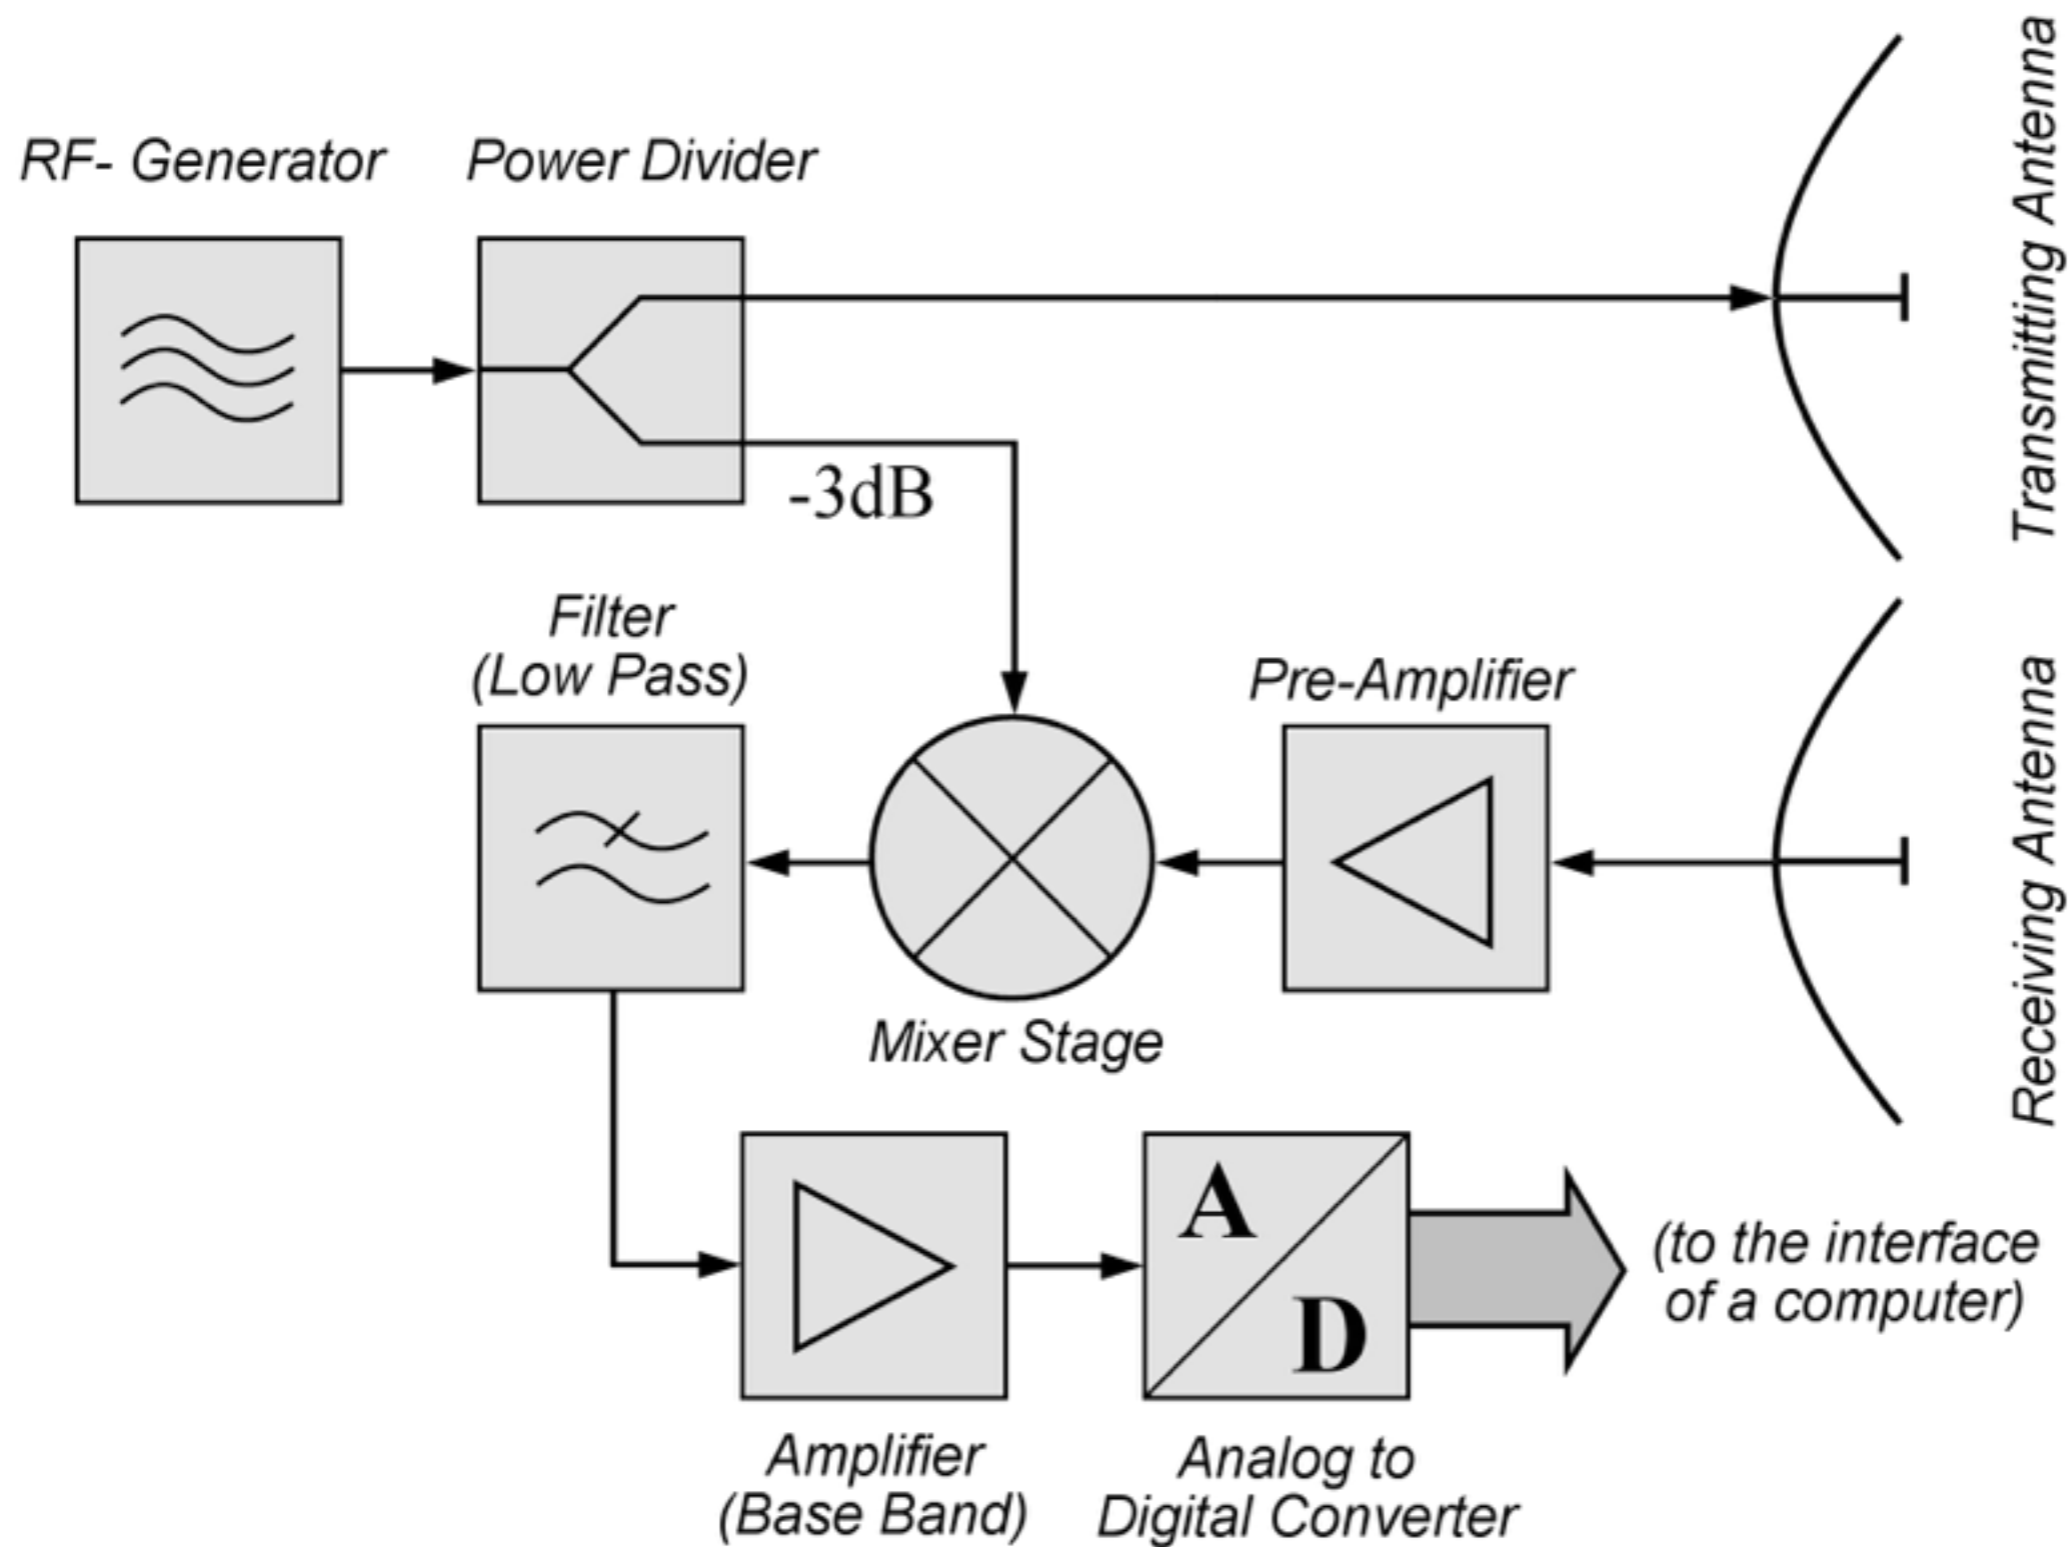 RF- Generator
Power Divider
Transmitting Antenna
-3dB
Filter
(Low Pass)
Pre-Amplifier
Receiving Antenna
Mixer Stage
A
D
(to the interface
of a computer)
Amplifier
(Base Band)
Analog to
Digital Converter